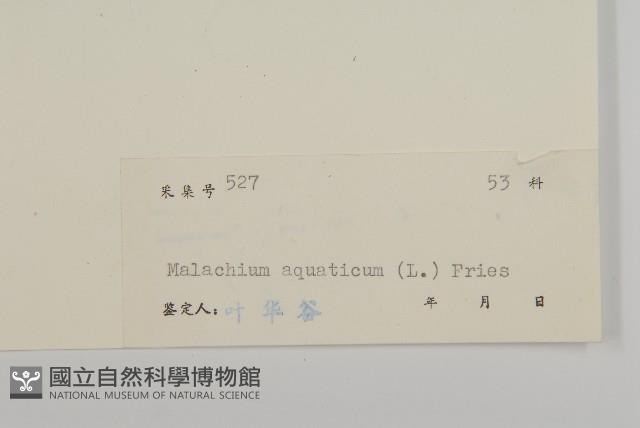 采集号 527 53 科
Malachium aquaticum (L.) Fries
鉴定人: 叶华谷 年 月 日
國立自然科學博物館
NATIONAL MUSEUM OF NATURAL SCIENCE